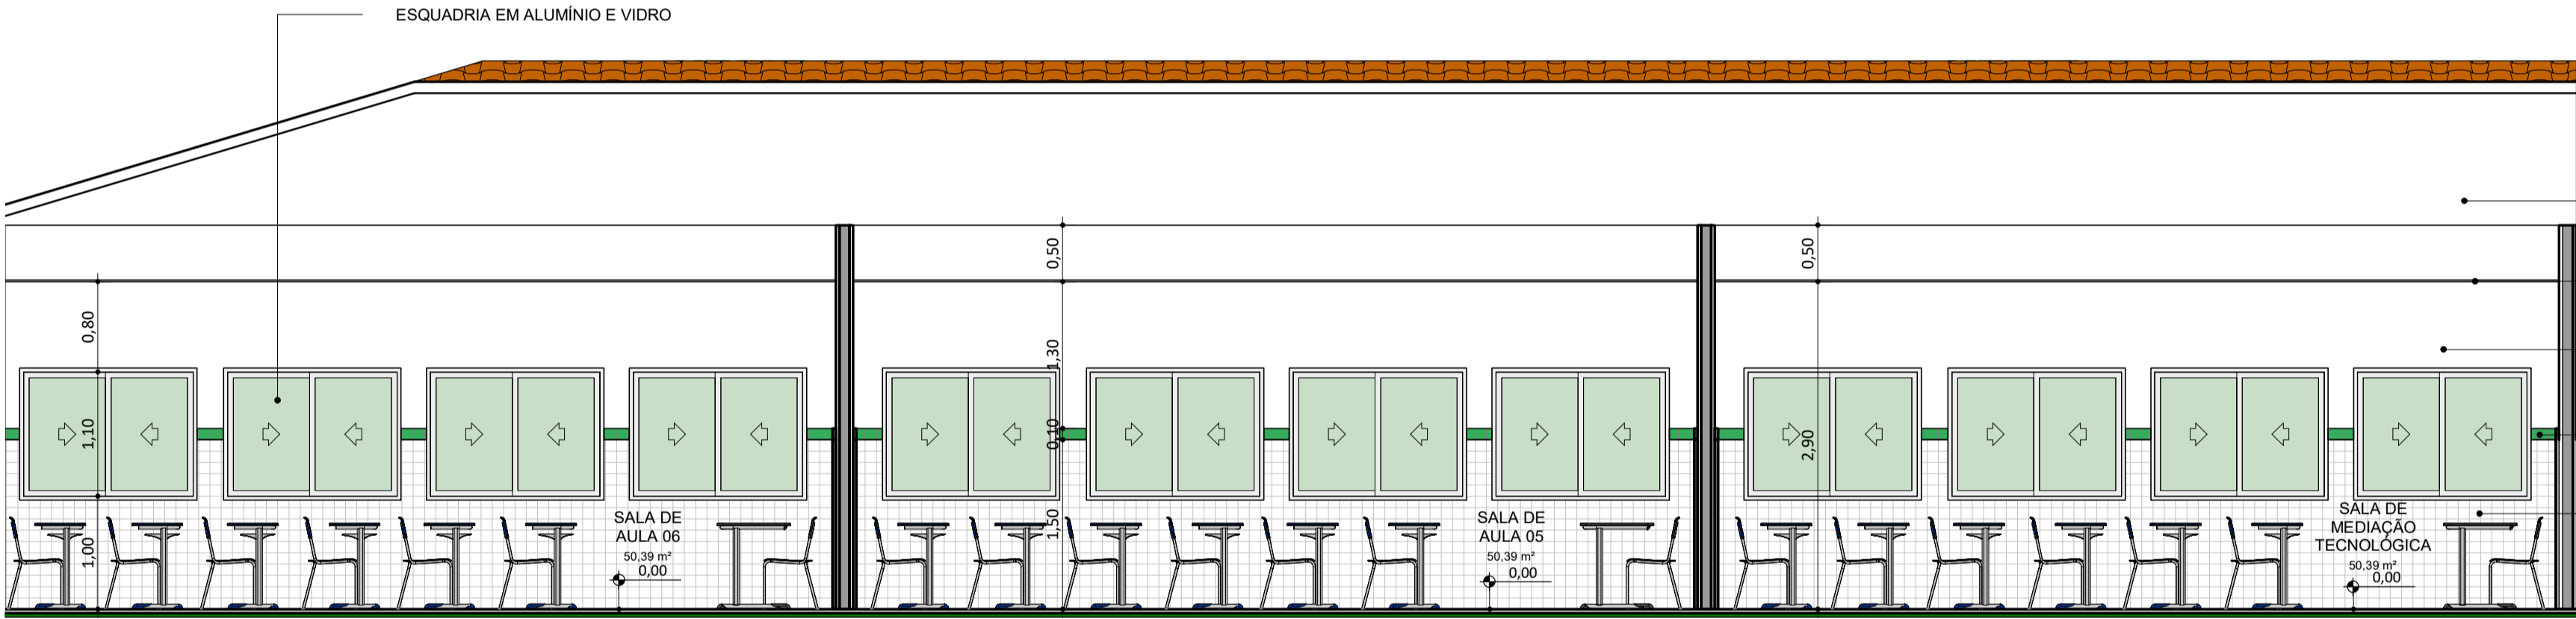 ESQUADRIA EM ALUMÍNIO E VIDRO
0,50
0,50
0,80
1,30
1,10
0,10
2,90
1,00
1,50
SALA DE
AULA 06
50,39 m²
0,00
SALA DE
AULA 05
50,39 m²
0,00
SALA DE
MEDIAÇÃO
TECNOLÓGICA
50,39 m²
0,00